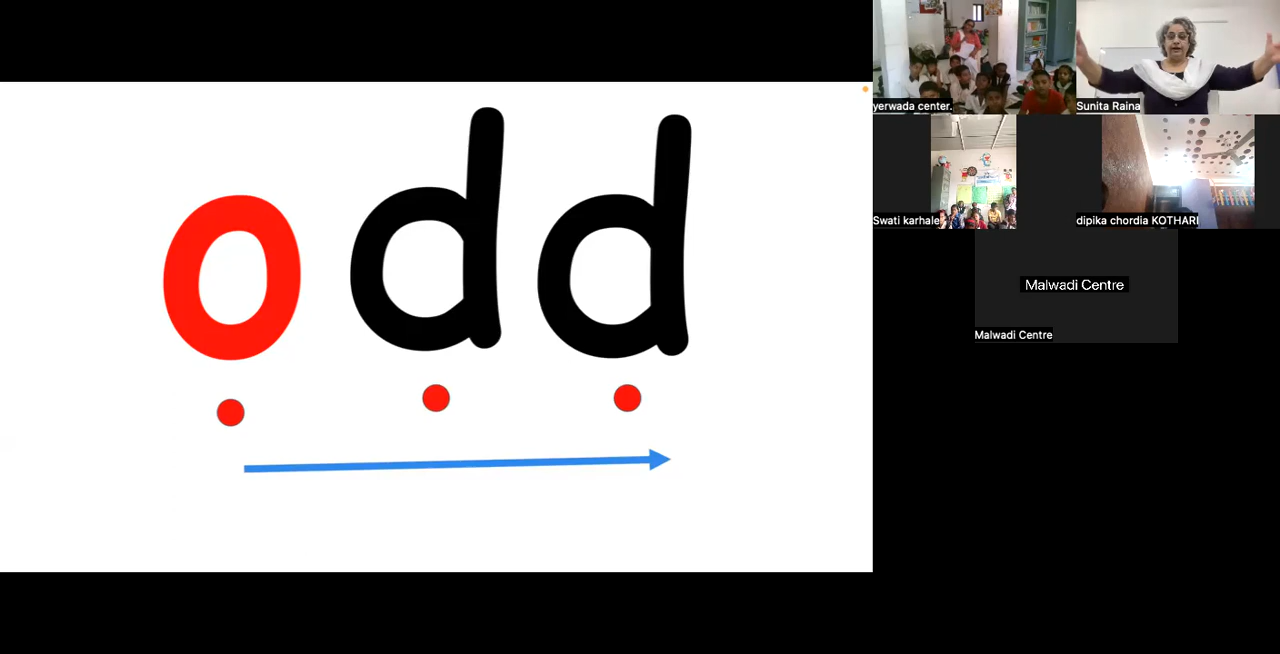 odd
yerwada center.
Sunita Raina
Swati karhale
dipika chordia KOTHARI
Malwadi Centre
Malwadi Centre